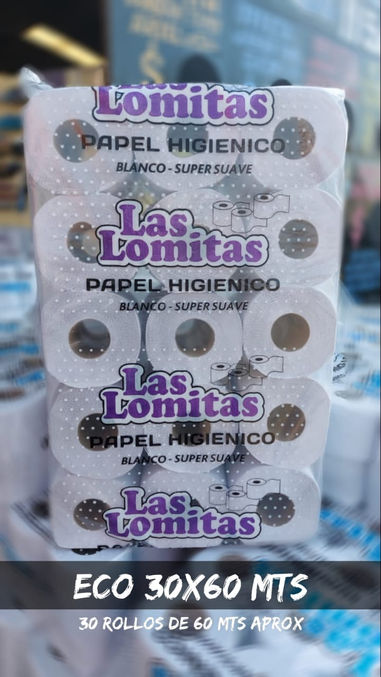 Las
Lomitas
PAPEL HIGIENICO
BLANCO - SUPER SUAVE
Las
Lomitas
PAPEL HIGIENICO
BLANCO - SUPER SUAVE
Las
Lomitas
PAPEL HIGIENICO
BLANCO - SUPER SUAVE
Las
Lomitas
ECO 30X60 MTS
30 ROLLOS DE 60 MTS APROX